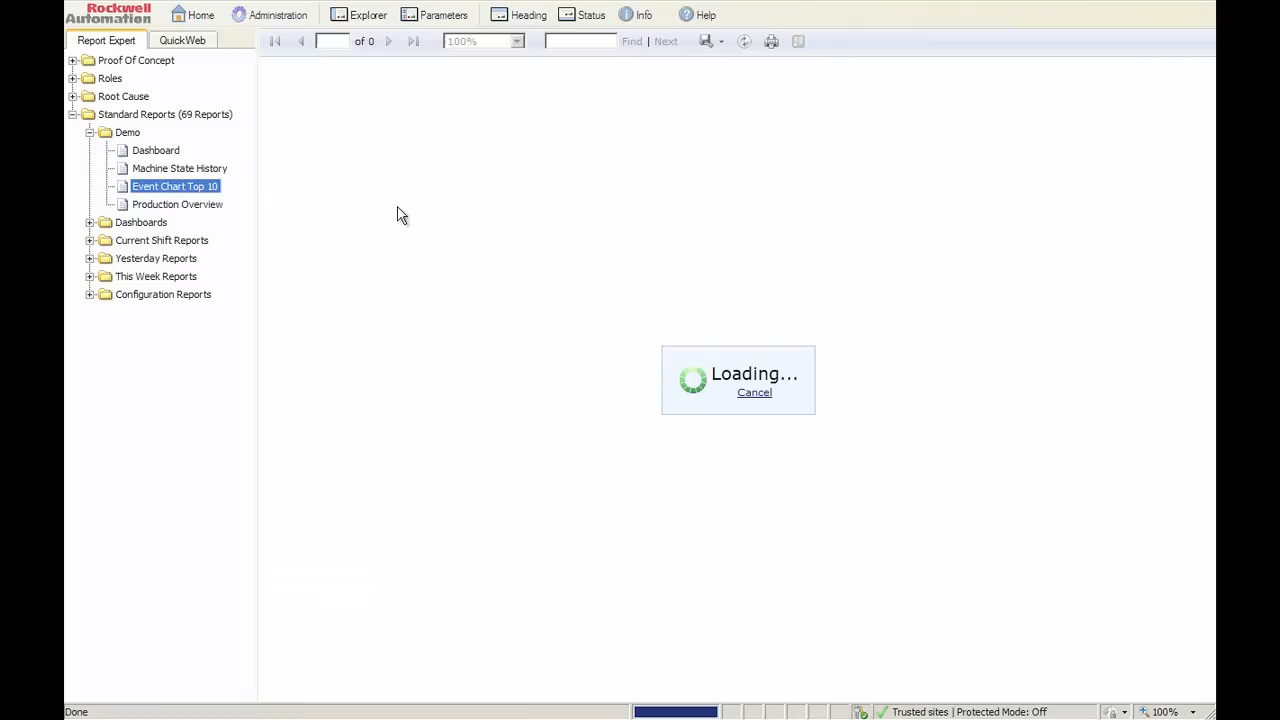 Rockwell
Automation
Home
Administration
Explorer
Parameters
Heading
Status
Info
Help
Report Expert
QuickWeb
of 0
100%
Find | Next
Proof Of Concept
Roles
Root Cause
Standard Reports (69 Reports)
Demo
Dashboard
Machine State History
Event Chart Top 10
Production Overview
Dashboards
Current Shift Reports
Yesterday Reports
This Week Reports
Configuration Reports
Loading...
Cancel
Done
Trusted sites | Protected Mode: Off
100%